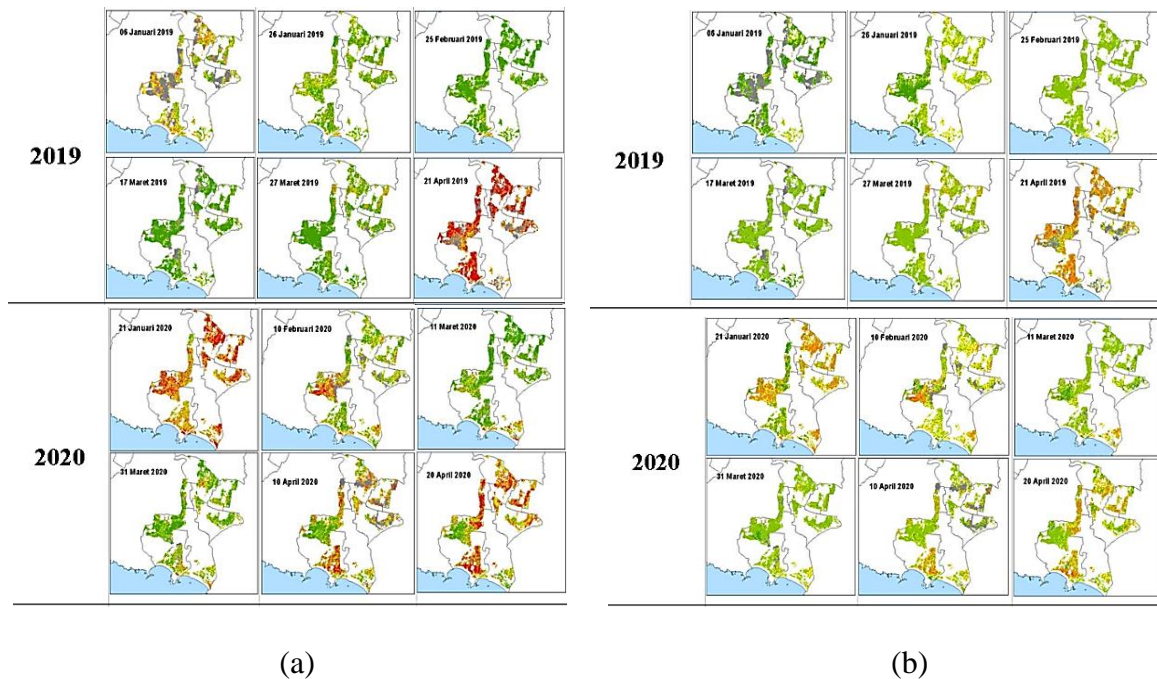 06 Januari 2019
26 Januari 2019
25 Februari 2019
2019
17 Maret 2019
27 Maret 2019
21 April 2019
21 Januari 2020
10 Februari 2020
11 Maret 2020
2020
31 Maret 2020
10 April 2020
20 April 2020
(a)
05 Januari 2019
26 Januari 2019
25 Februari 2019
2019
17 Maret 2019
27 Maret 2019
21 April 2019
21 Januari 2020
10 Februari 2020
11 Maret 2020
2020
31 Maret 2020
10 April 2020
20 April 2020
(b)